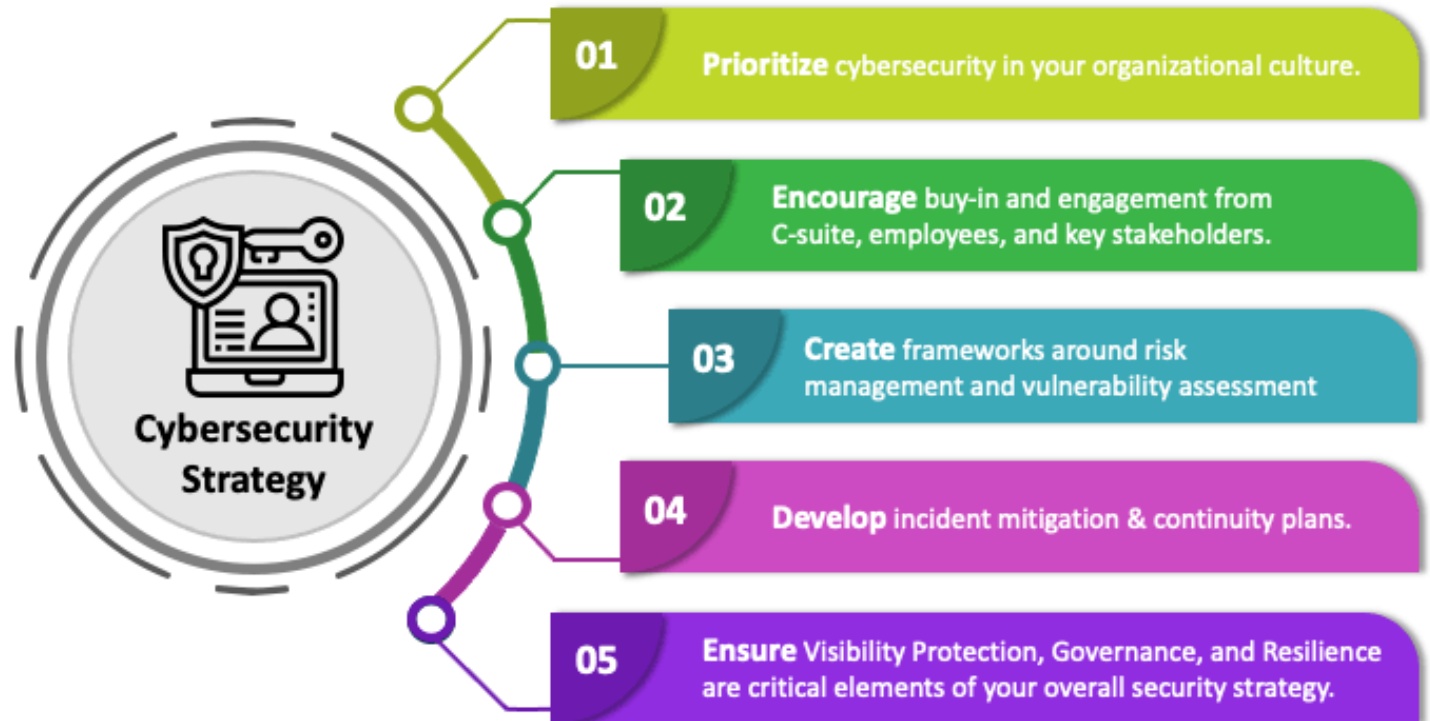 Cybersecurity
Strategy
01
Prioritize cybersecurity in your organizational culture.
02
Encourage buy-in and engagement from
C-suite, employees, and key stakeholders.
03
Create frameworks around risk
management and vulnerability assessment
04
Develop incident mitigation & continuity plans.
05
Ensure Visibility Protection, Governance, and Resilience
are critical elements of your overall security strategy.